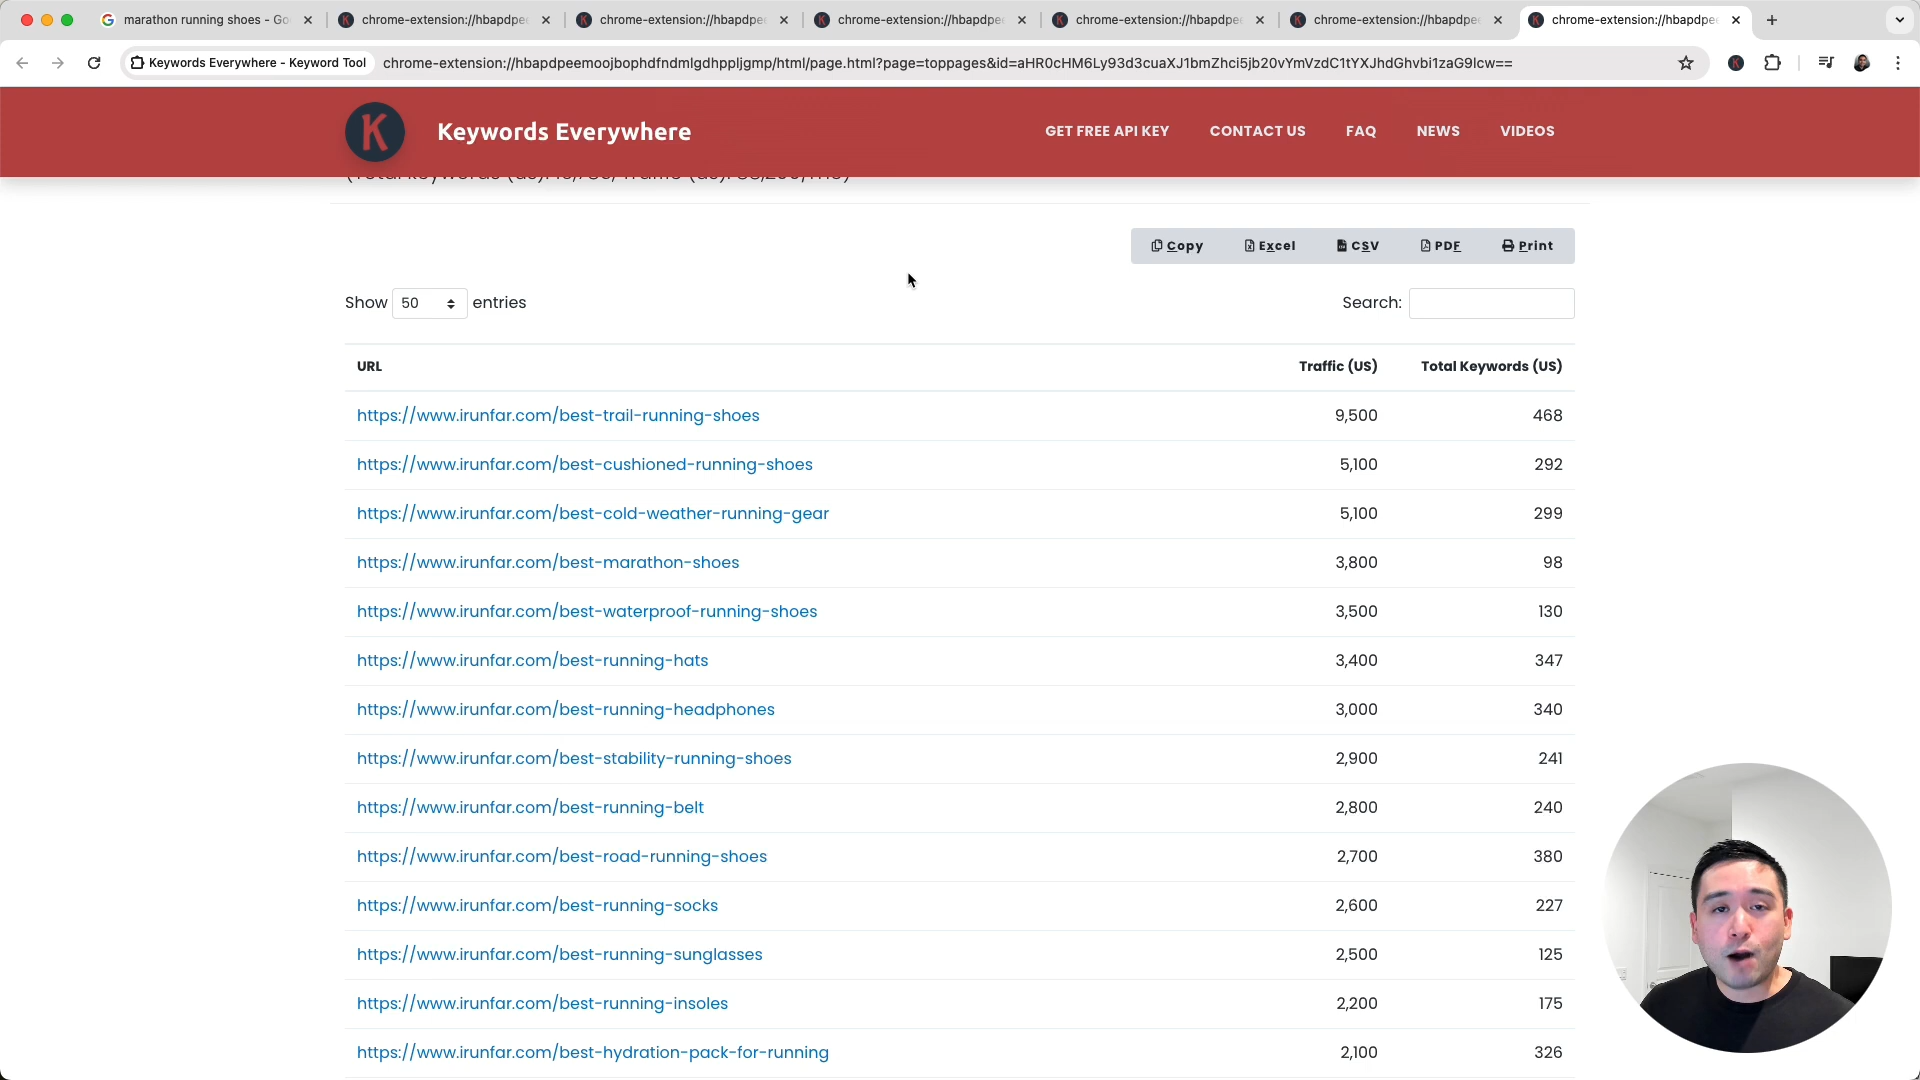 marathon running shoes - Go
chrome-extension://hbapdpee
chrome-extension://hbapdpee
chrome-extension://hbapdpee
chrome-extension://hbapdpee
chrome-extension://hbapdpe
chrome-extension://hbapdpee
Keywords Everywhere - Keyword Tool
chrome-extension://hbapdpeemoojbophdfndmlgdhppljgmp/html/page.html?page=toppages&id=aHR0cHM6Ly93d3cuaXJ1bmZhci5jb20vYmVzdC1tYXJhdGhvbi1zaG9lcw==
K
Keywords Everywhere
GET FREE API KEY
CONTACT US
FAQ
NEWS
VIDEOS
Copy
Excel
CSV
PDF
Print
Show 50 entries
Search:
URL Traffic (US) Total Keywords (US)
https://www.irunfar.com/best-trail-running-shoes 9,500 468
https://www.irunfar.com/best-cushioned-running-shoes 5,100 292
https://www.irunfar.com/best-cold-weather-running-gear 5,100 299
https://www.irunfar.com/best-marathon-shoes 3,800 98
https://www.irunfar.com/best-waterproof-running-shoes 3,500 130
https://www.irunfar.com/best-running-hats 3,400 347
https://www.irunfar.com/best-running-headphones 3,000 340
https://www.irunfar.com/best-stability-running-shoes 2,900 241
https://www.irunfar.com/best-running-belt 2,800 240
https://www.irunfar.com/best-road-running-shoes 2,700 380
https://www.irunfar.com/best-running-socks 2,600 227
https://www.irunfar.com/best-running-sunglasses 2,500 125
https://www.irunfar.com/best-running-insoles 2,200 175
https://www.irunfar.com/best-hydration-pack-for-running 2,100 326